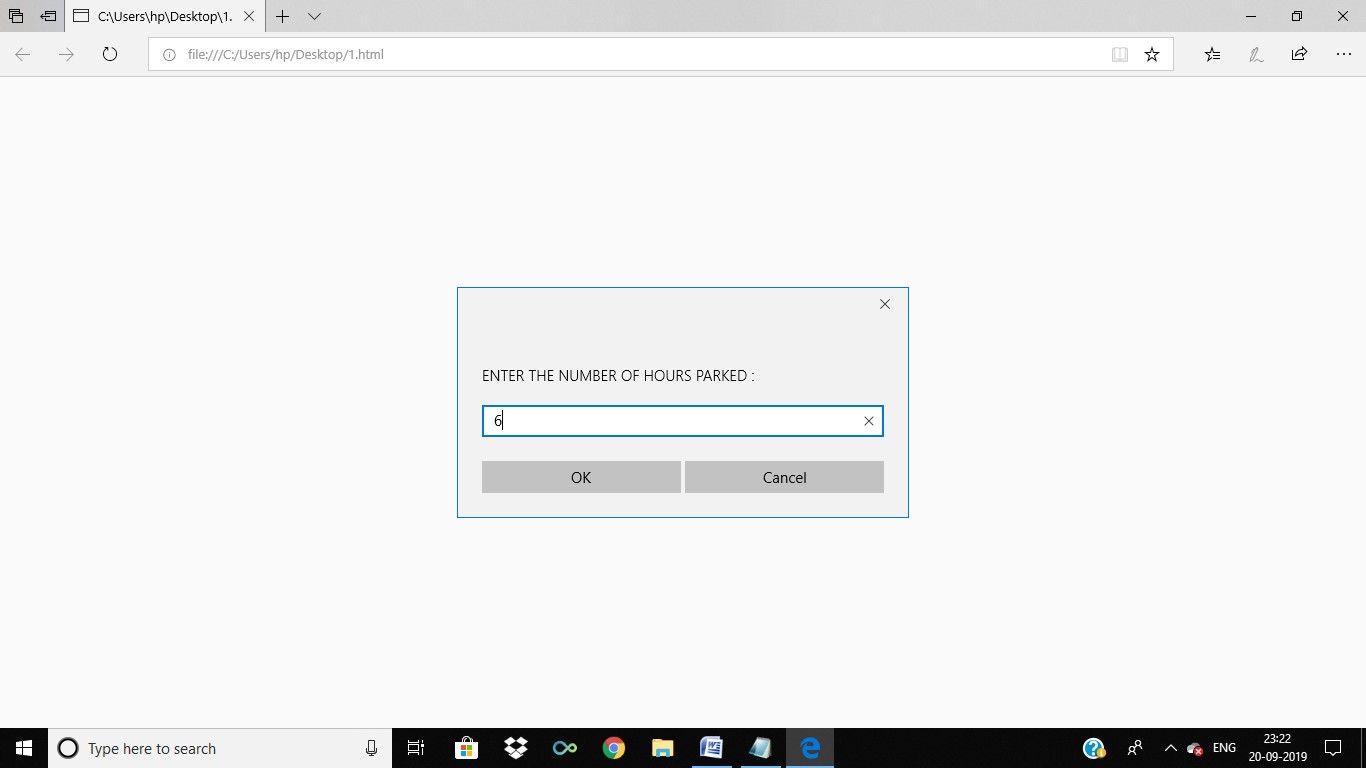 C:\Users\hp\Desktop\1.
file:///C:/Users/hp/Desktop/1.html
ENTER THE NUMBER OF HOURS PARKED :
6
OK Cancel
Type here to search
ENG
23:22
20-09-2019